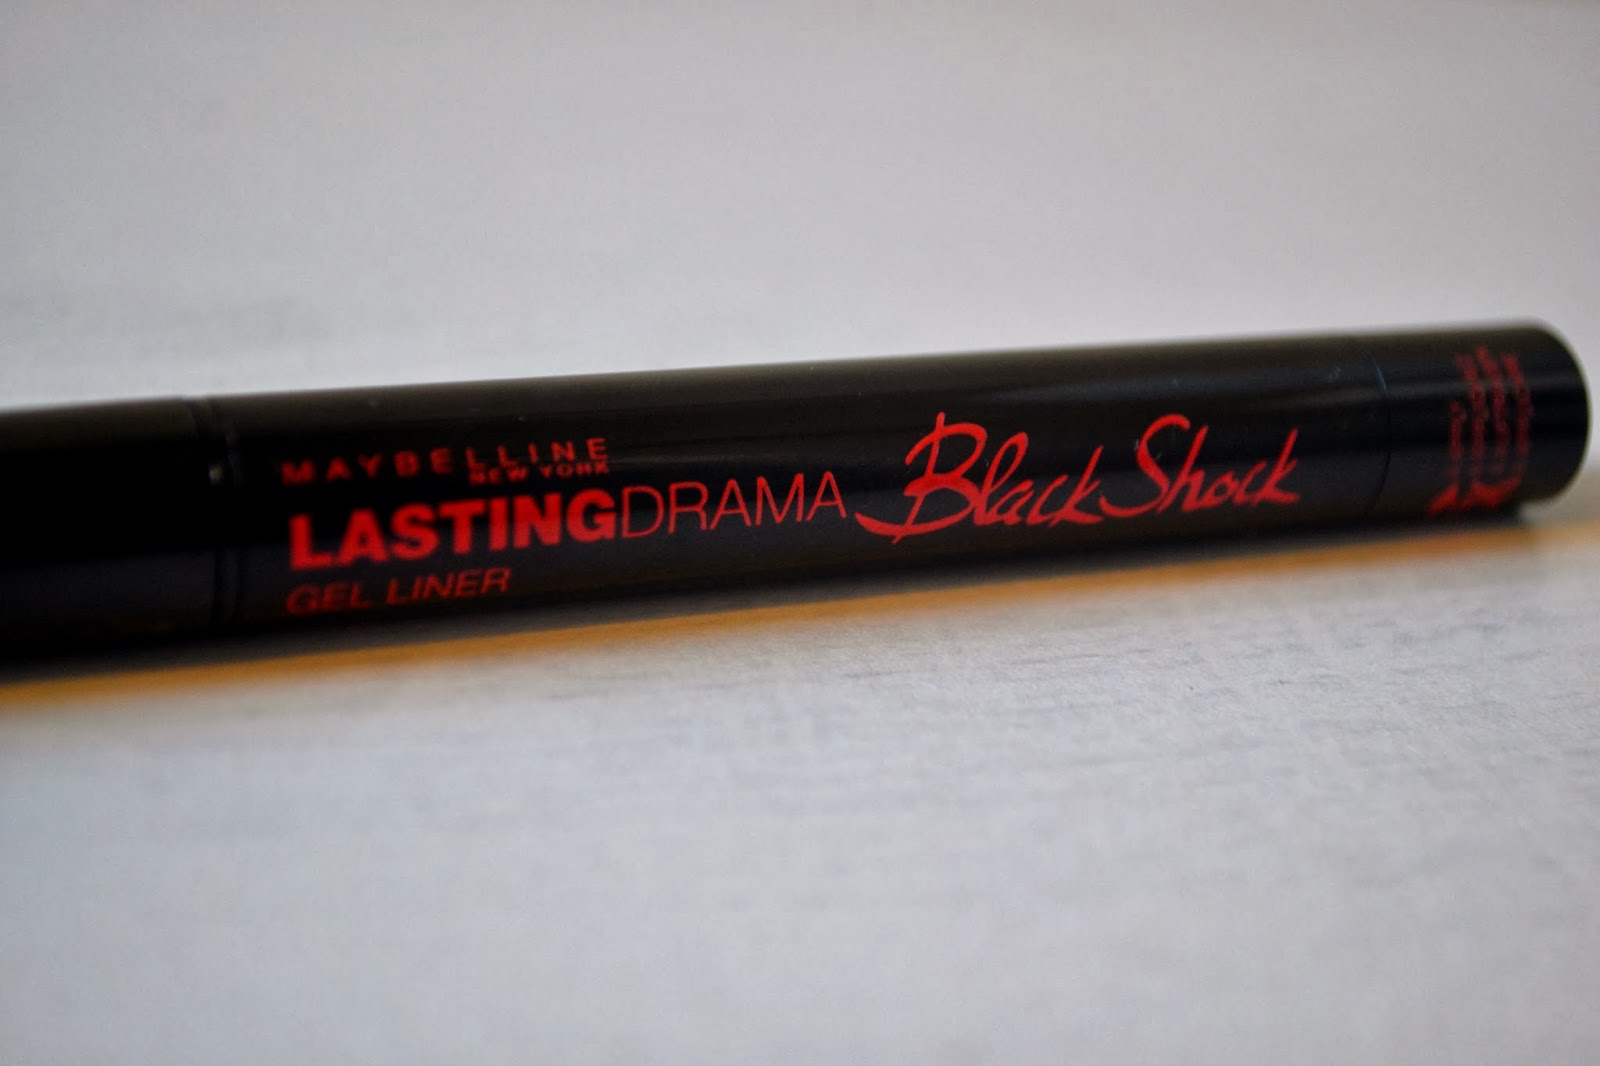 MAYBELLINE
NEW YORK
LASTINGDRAMA Black Shock
GEL LINER